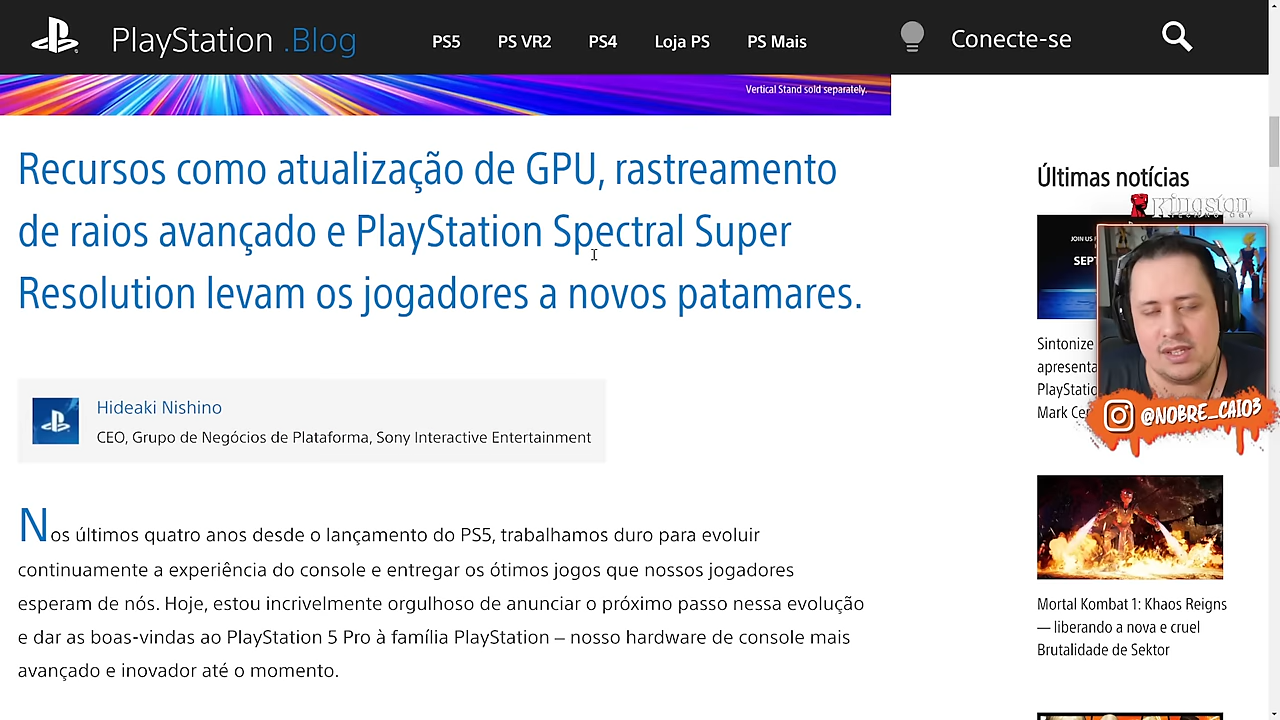 PlayStation .Blog
PS5
PS VR2
PS4
Loja PS
PS Mais
Conecte-se
Vertical Stand sold separately.
Recursos como atualização de GPU, rastreamento
de raios avançado e PlayStation Spectral Super
Resolution levam os jogadores a novos patamares.
Hideaki Nishino
CEO, Grupo de Negócios de Plataforma, Sony Interactive Entertainment
Nos últimos quatro anos desde o lançamento do PS5, trabalhamos duro para evoluir
continuamente a experiência do console e entregar os ótimos jogos que nossos jogadores
esperam de nós. Hoje, estou incrivelmente orgulhoso de anunciar o próximo passo nessa evolução
e dar as boas-vindas ao PlayStation 5 Pro à família PlayStation – nosso hardware de console mais
avançado e inovador até o momento.
Últimas notícias
Kingston
TECHNOLOGY
JOIN US
SEPT
Sintonize
@NOBRE_CAIO3
Mortal Kombat 1: Khaos Reigns
— liberando a nova e cruel
Brutalidade de Sektor